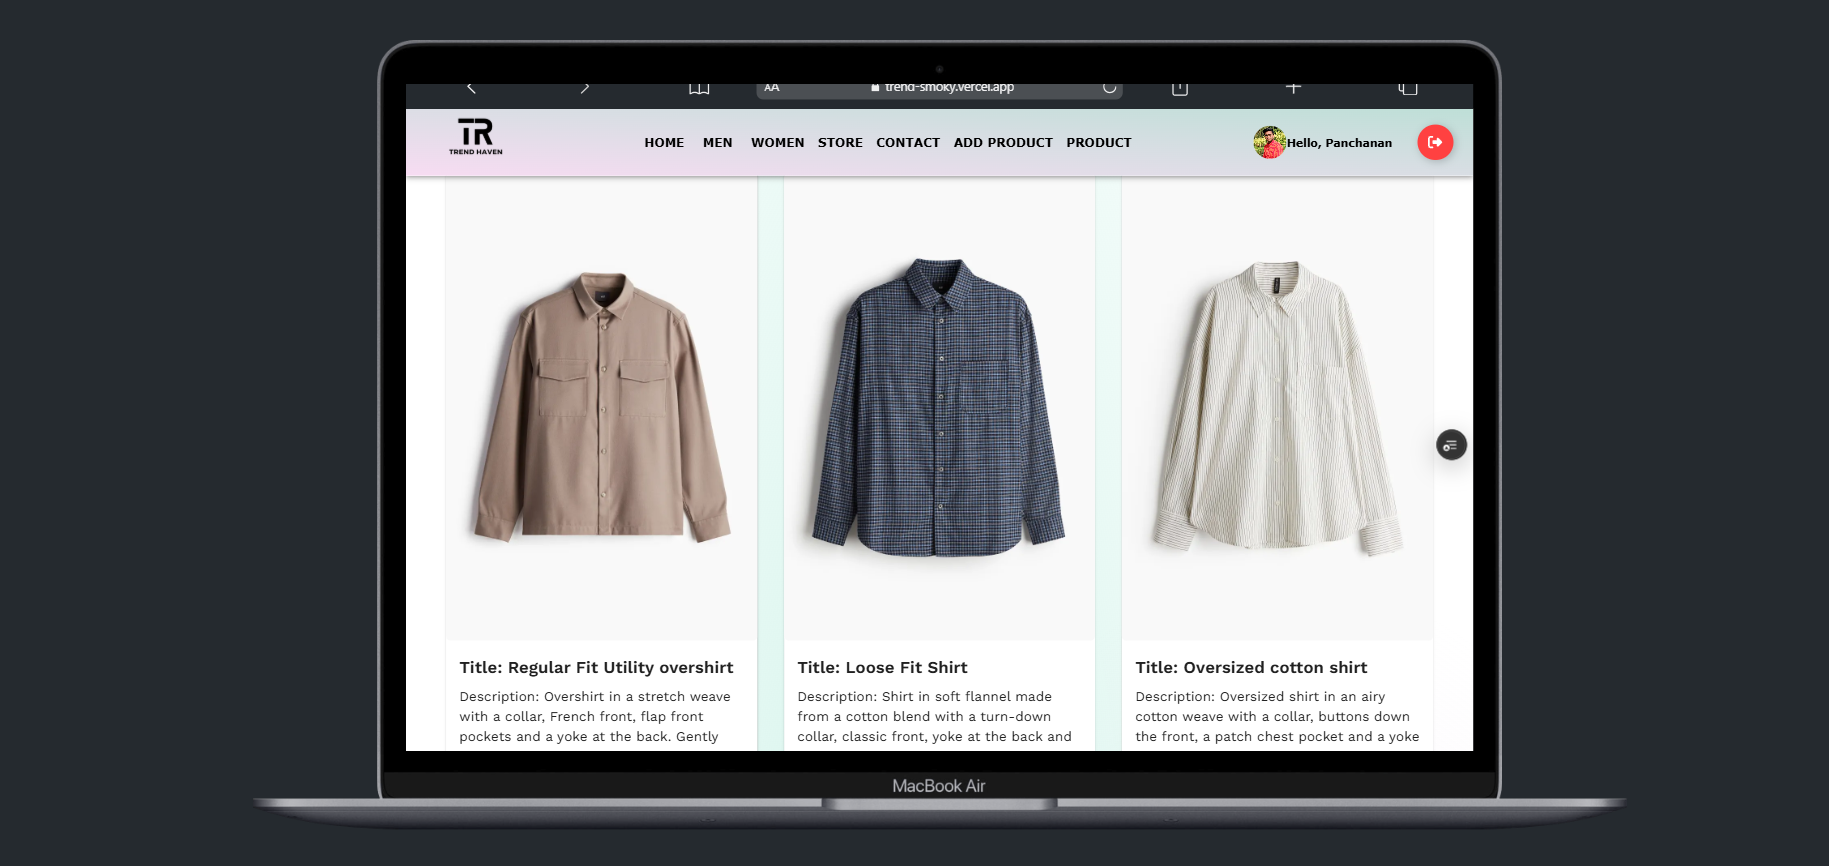 AA trend-smoky.vercel.app
TR
TREND HAVEN
HOME MEN WOMEN STORE CONTACT ADD PRODUCT PRODUCT
Hello, Panchanan
Title: Regular Fit Utility overshirt
Description: Overshirt in a stretch weave
with a collar, French front, flap front
pockets and a yoke at the back. Gently
Title: Loose Fit Shirt
Description: Shirt in soft flannel made
from a cotton blend with a turn-down
collar, classic front, yoke at the back and
Title: Oversized cotton shirt
Description: Oversized shirt in an airy
cotton weave with a collar, buttons down
the front, a patch chest pocket and a yoke
MacBook Air